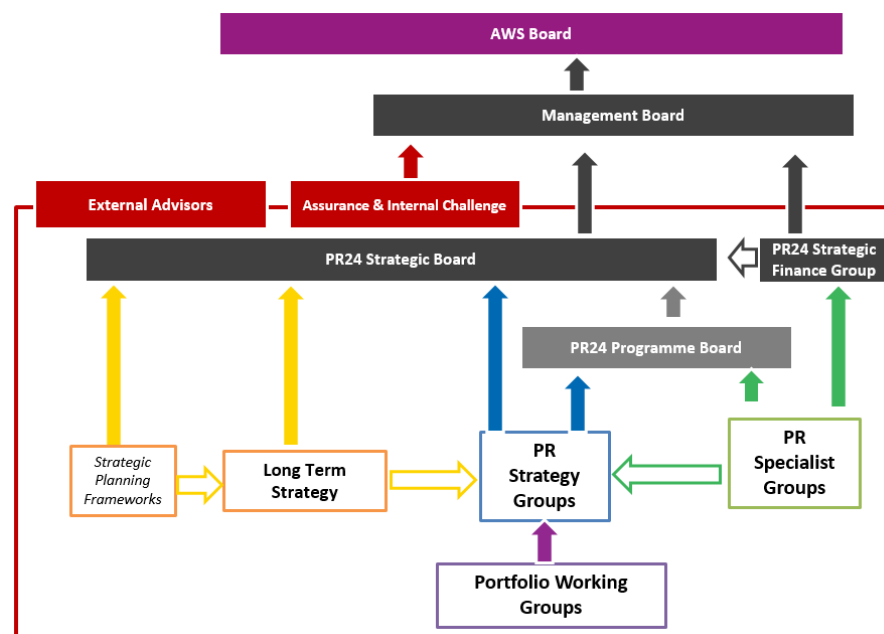 AWS Board
Management Board
External Advisors
Assurance & Internal Challenge
PR24 Strategic Board
PR24 Strategic
Finance Group
PR24 Programme Board
Strategic
Planning
Frameworks
Long Term
Strategy
PR
Strategy
Groups
PR
Specialist
Groups
Portfolio Working
Groups